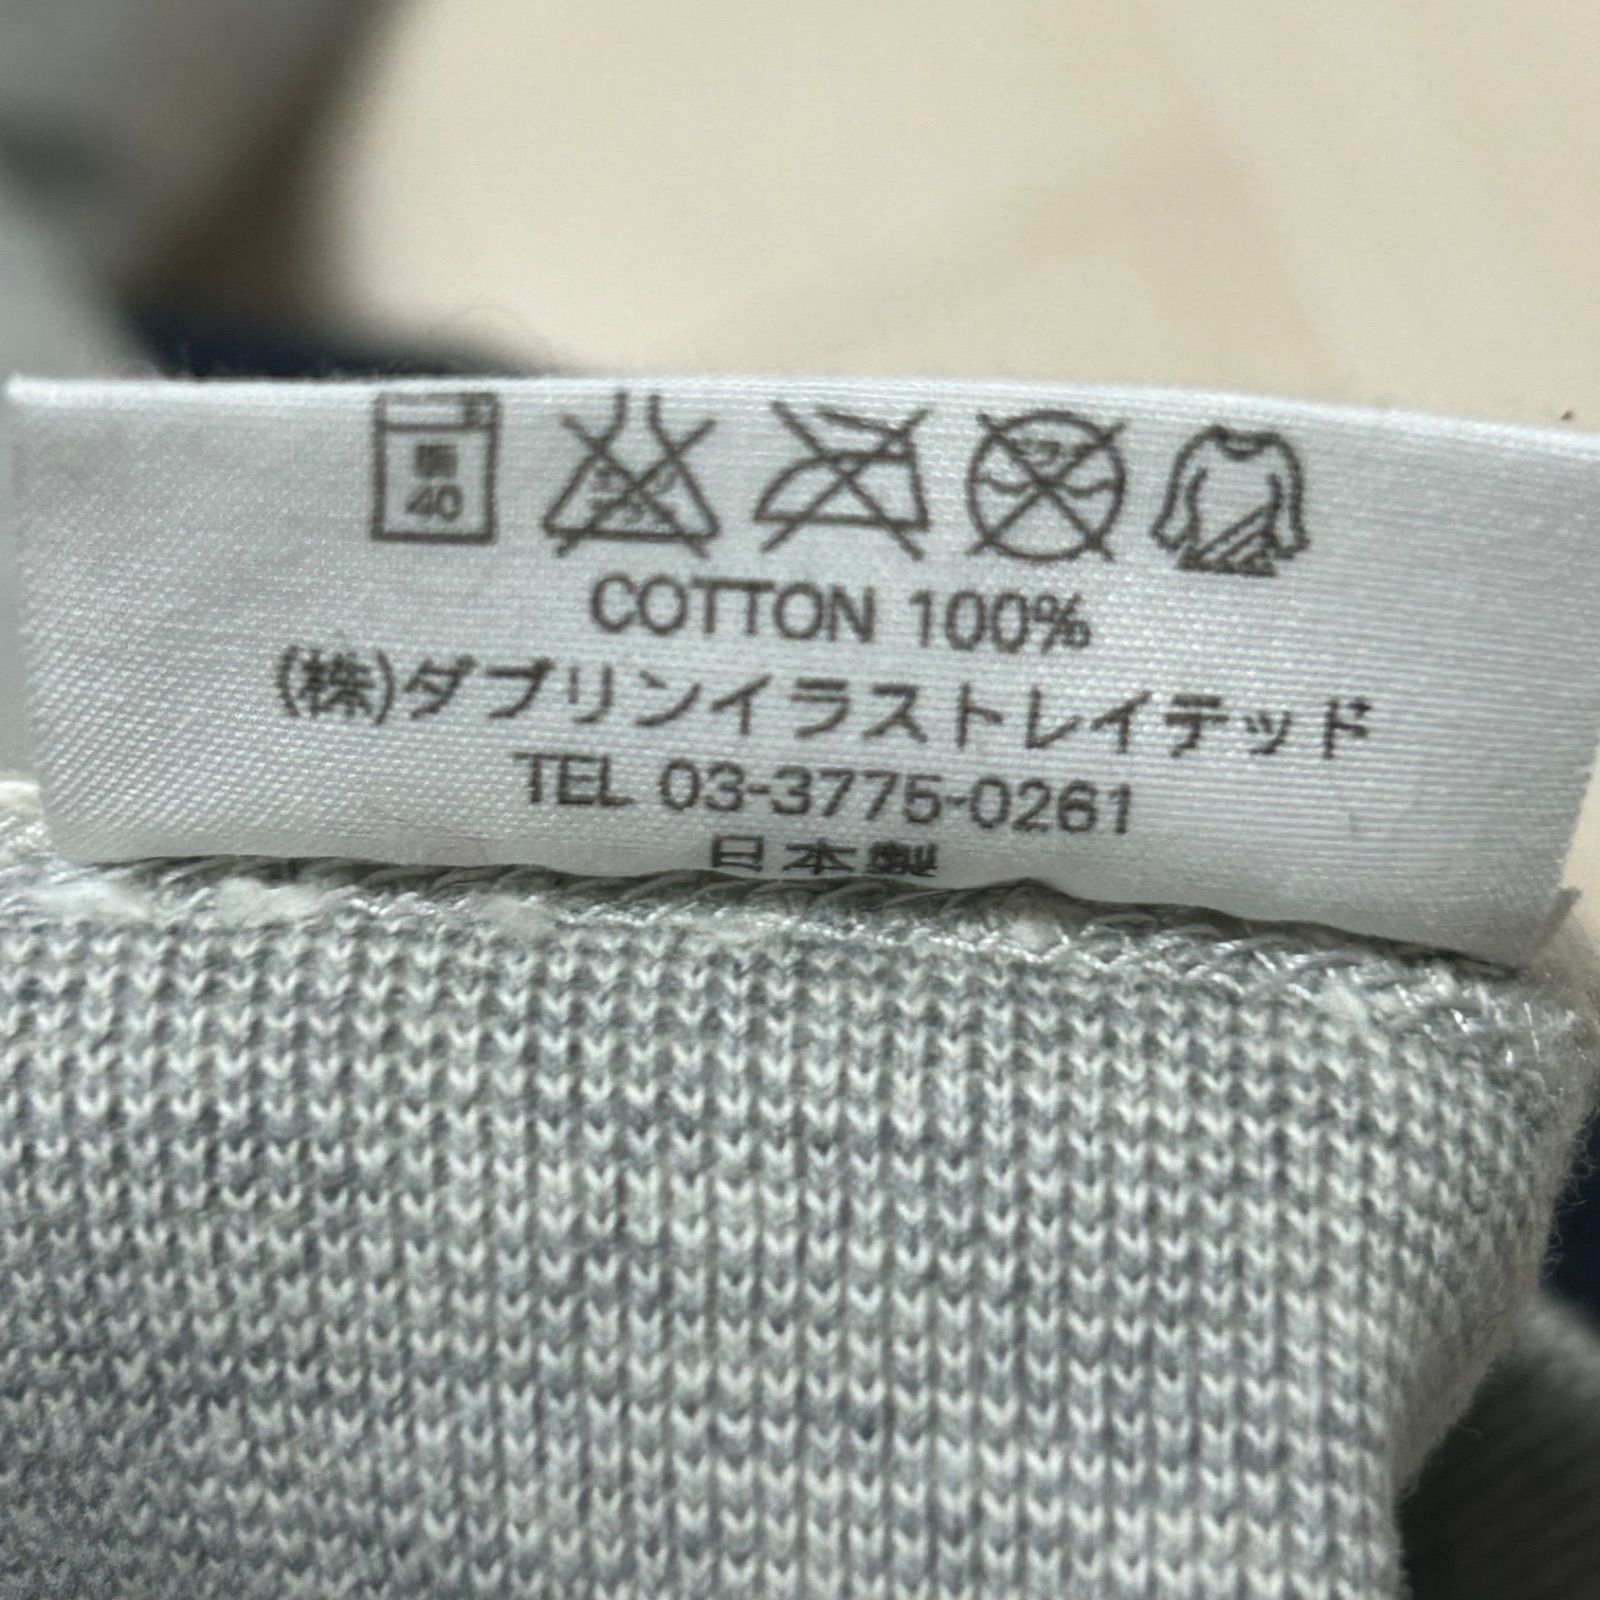 40
COTTON 100%
(株)ダブリンイラストレイテッド
TEL 03-3775-0261
日本製